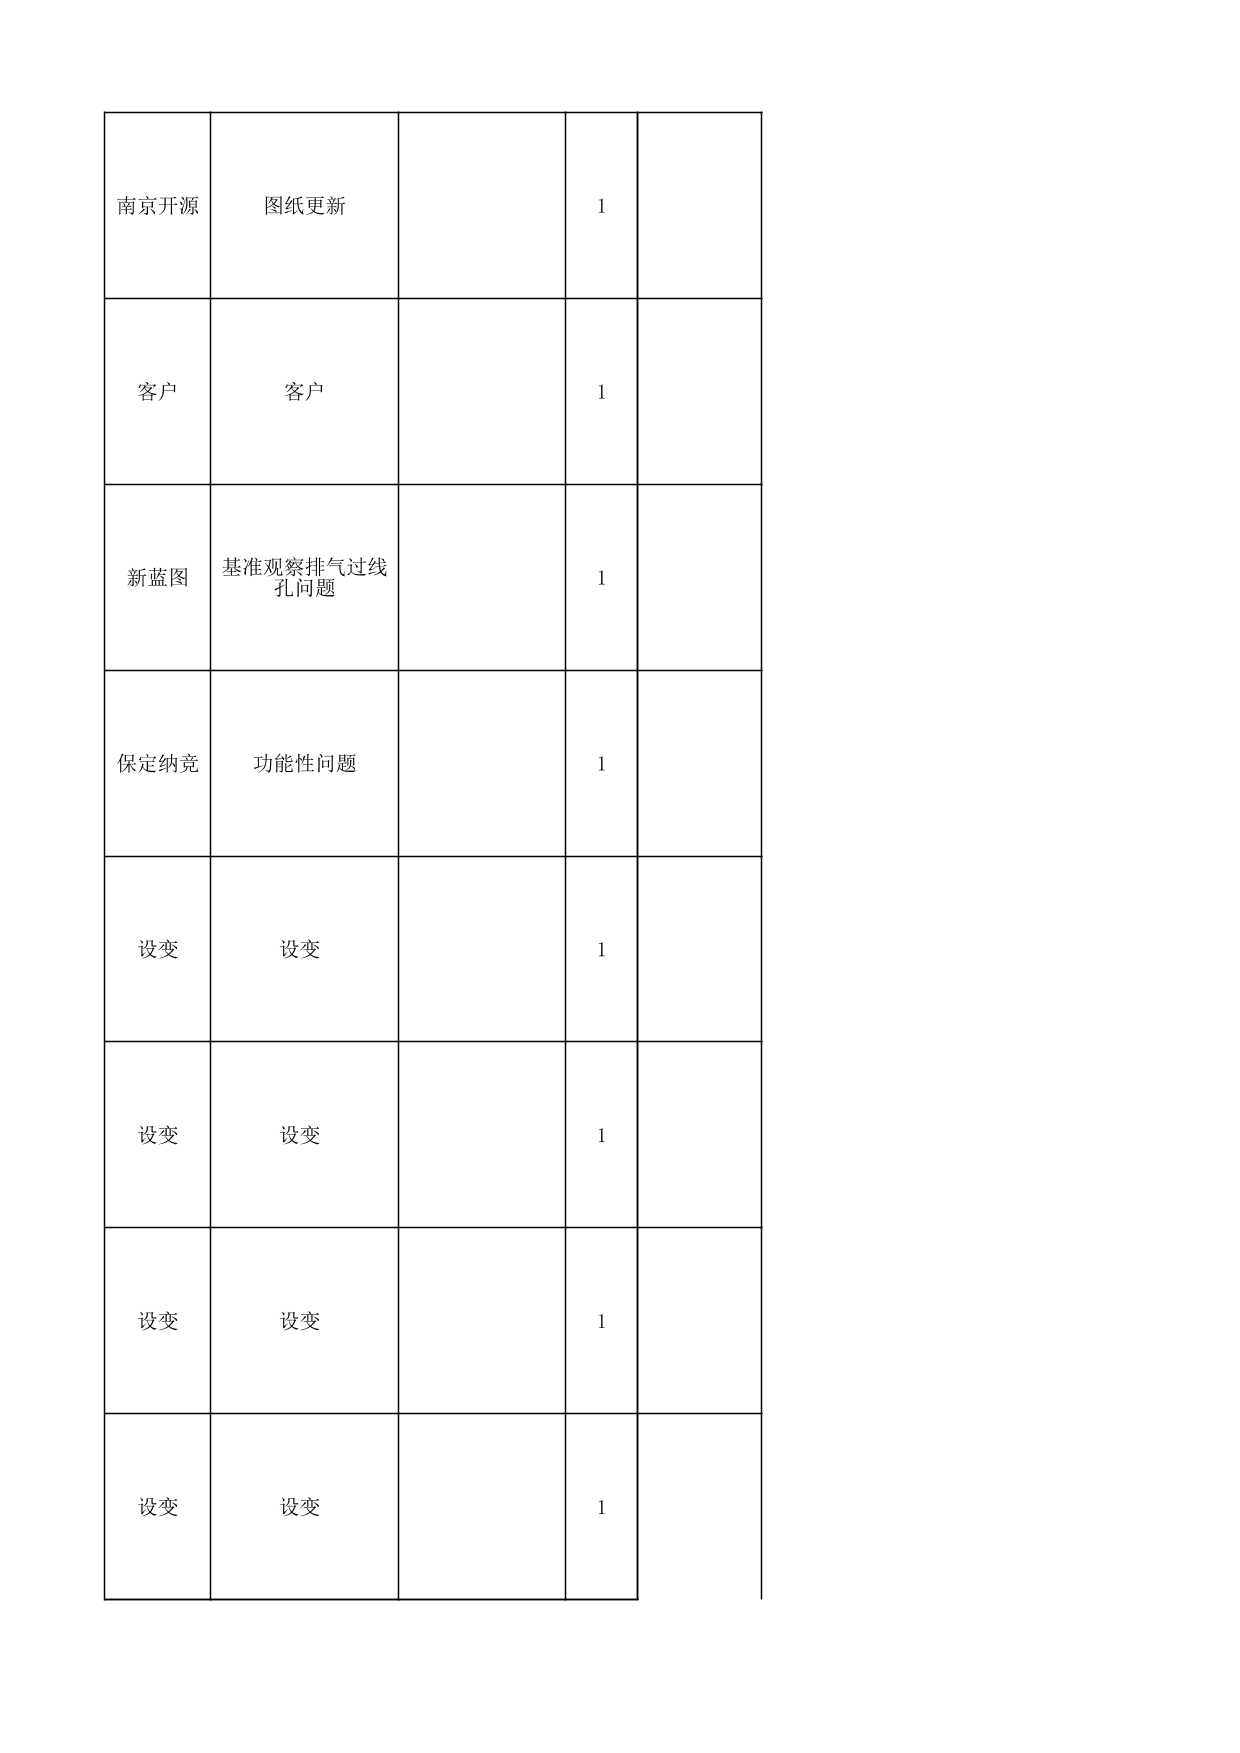 南京开源 图纸更新 1
客户 客户 1
新蓝图 基准观察排气过线
孔问题 1
保定纳竞 功能性问题 1
设变 设变 1
设变 设变 1
设变 设变 1
设变 设变 1